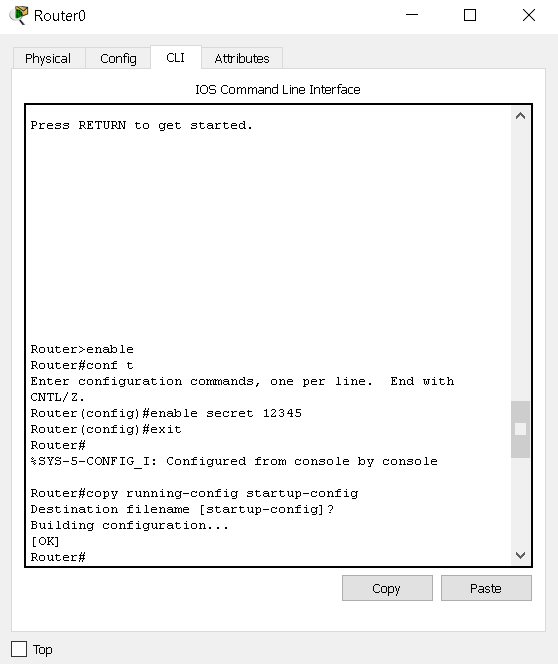 Router0
Physical Config CLI Attributes
IOS Command Line Interface
Press RETURN to get started.
Router>enable
Router#conf t
Enter configuration commands, one per line.  End with
CNTL/Z.
Router(config)#enable secret 12345
Router(config)#exit
Router#
%SYS-5-CONFIG_I: Configured from console by console
Router#copy running-config startup-config
Destination filename [startup-config]?
Building configuration...
[OK]
Router#
Copy Paste
Top